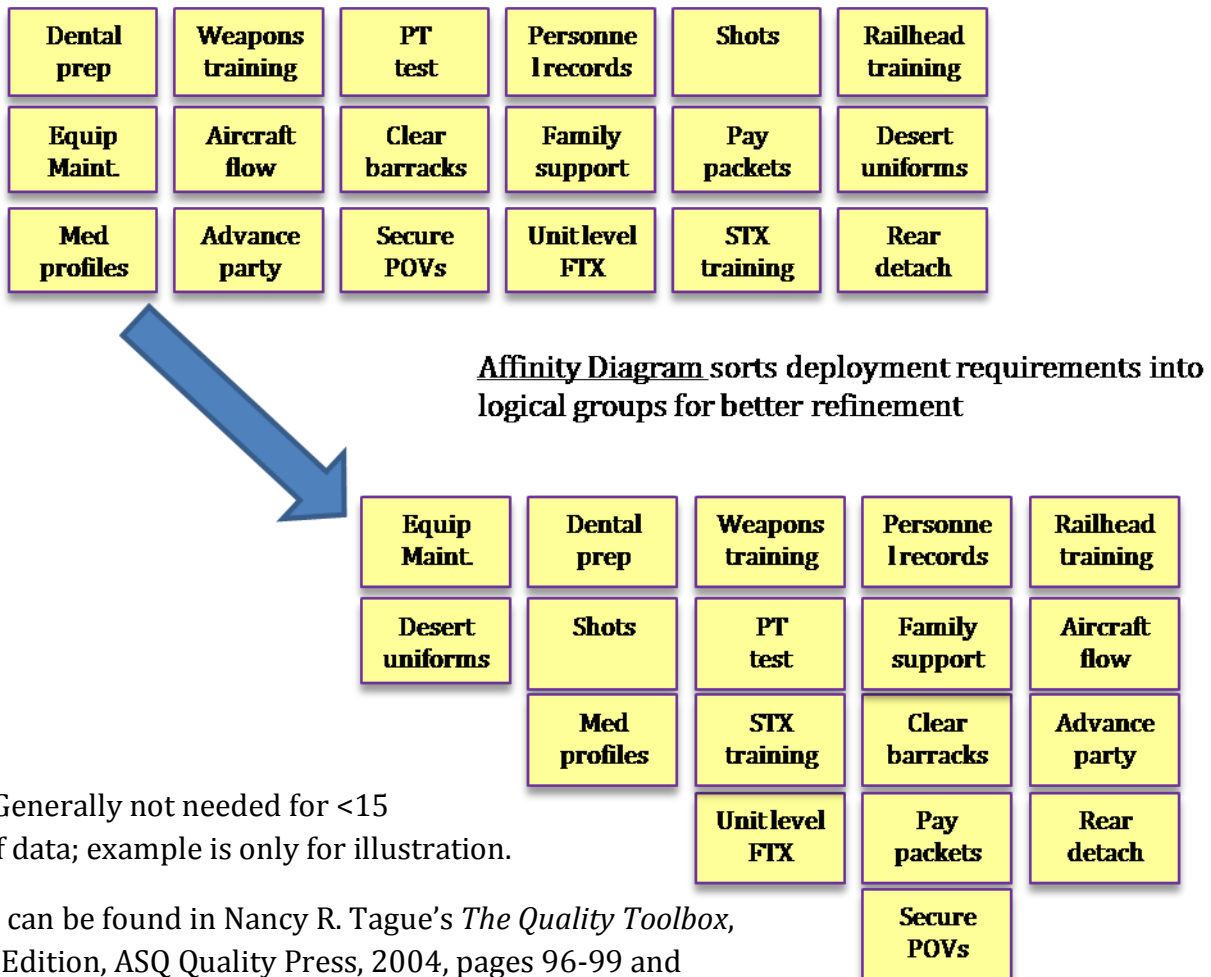 Dental
prep
Weapons
training
PT
test
Personne
l records
Shots
Railhead
training
Equip
Maint.
Aircraft
flow
Clear
barracks
Family
support
Pay
packets
Desert
uniforms
Med
profiles
Advance
party
Secure
POVs
Unit level
FTX
STX
training
Rear
detach
Affinity Diagram sorts deployment requirements into
logical groups for better refinement
Equip
Maint.
Dental
prep
Weapons
training
Personne
l records
Railhead
training
Desert
uniforms
Shots
PT
test
Family
support
Aircraft
flow
Med
profiles
STX
training
Clear
barracks
Advance
party
Unit level
FTX
Pay
packets
Rear
detach
Secure
POVs
Generally not needed for <15
f data; example is only for illustration.
can be found in Nancy R. Tague's The Quality Toolbox,
Edition, ASQ Quality Press, 2004, pages 96-99 and